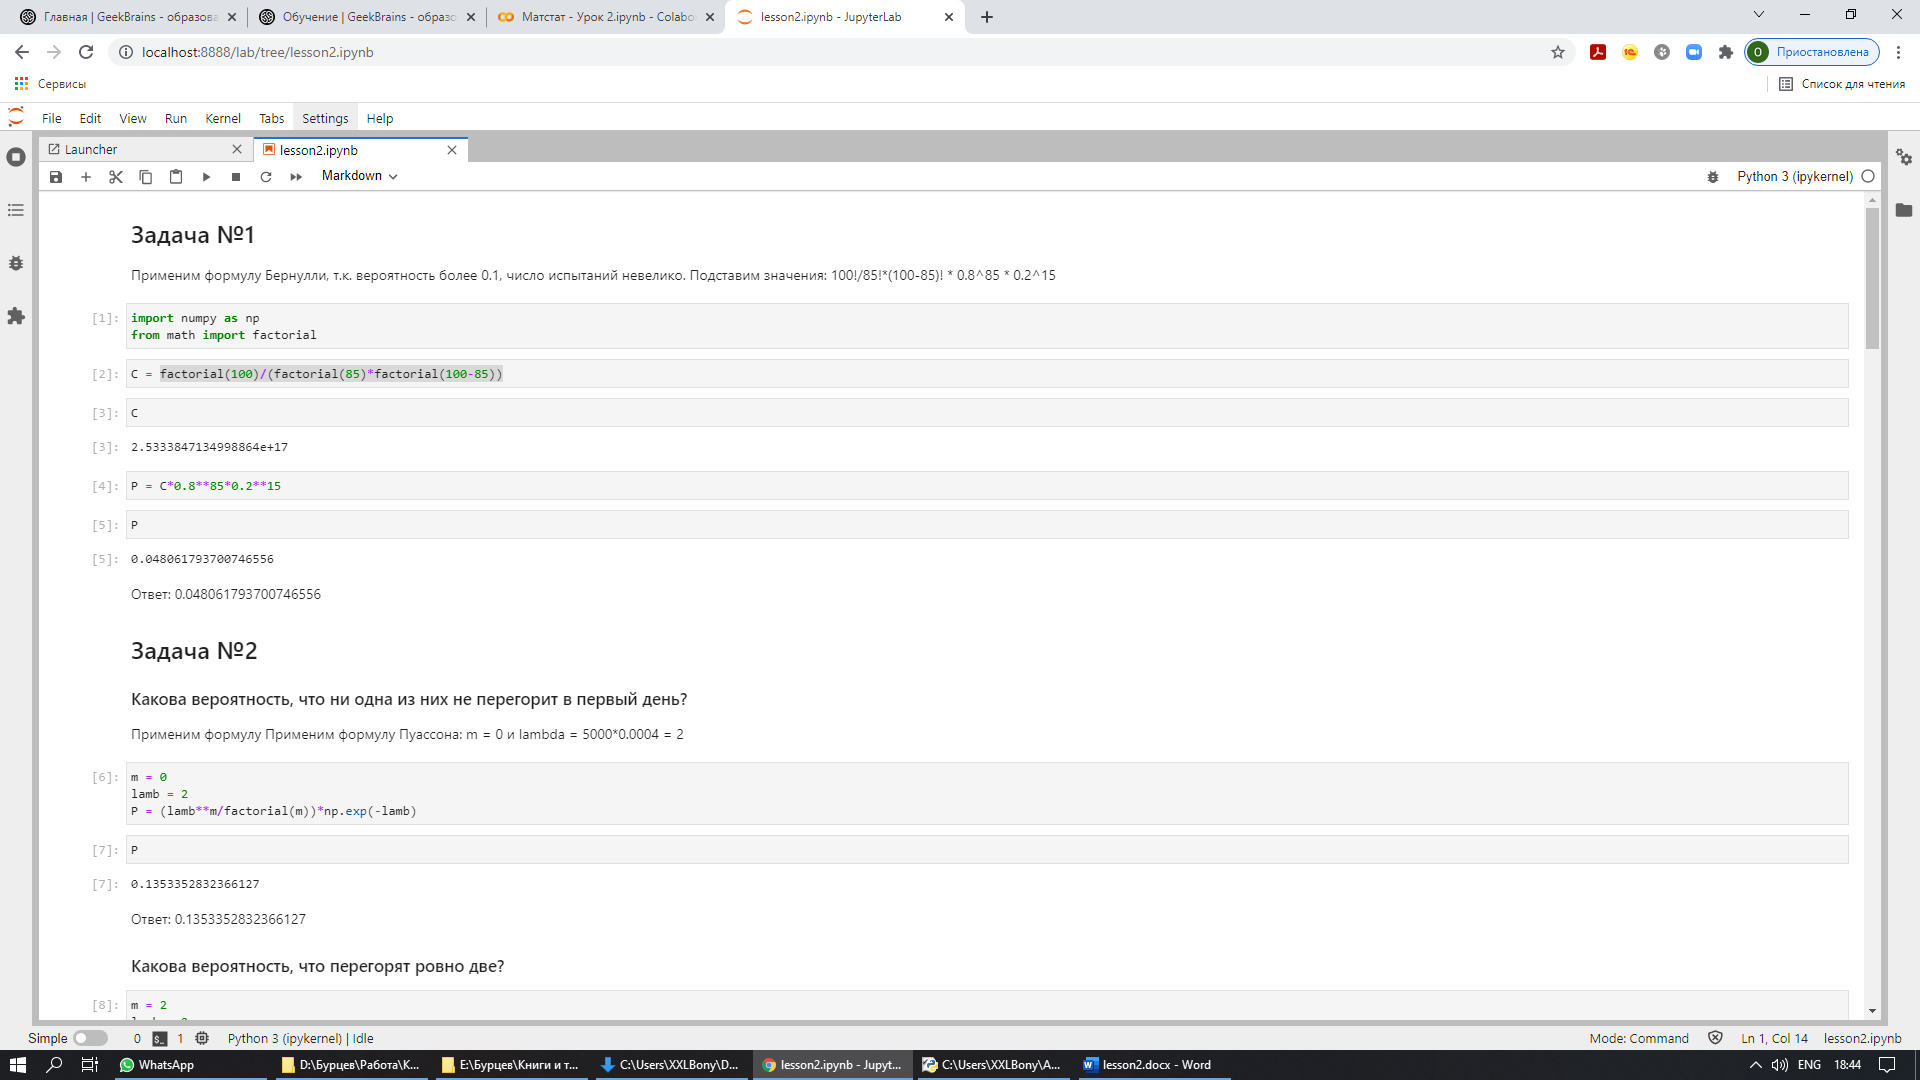 Главная | GeekBrains - образова
Обучение | GeekBrains - образо
Матстат - Урок 2.ipynb - Colabo
lesson2.ipynb - JupyterLab
localhost:8888/lab/tree/lesson2.ipynb
О Приостановлена
Сервисы
Список для чтения
File Edit View Run Kernel Tabs Settings Help
Launcher
lesson2.ipynb
Markdown
Python 3 (ipykernel)
Задача №1
Применим формулу Бернулли, т.к. вероятность более 0.1, число испытаний невелико. Подставим значения: 100!/85!*(100-85)! * 0.8^85 * 0.2^15
[1]: import numpy as np
from math import factorial
[2]: C = factorial(100)/(factorial(85)*factorial(100-85))
[3]: C
[3]: 2.5333847134998864e+17
[4]: P = C*0.8**85*0.2**15
[5]: P
[5]: 0.048061793700746556
Ответ: 0.048061793700746556
Задача №2
Какова вероятность, что ни одна из них не перегорит в первый день?
Применим формулу Применим формулу Пуассона: m = 0 и lambda = 5000*0.0004 = 2
[6]: m = 0
lamb = 2
P = (lamb**m/factorial(m))*np.exp(-lamb)
[7]: P
[7]: 0.1353352832366127
Ответ: 0.1353352832366127
Какова вероятность, что перегорят ровно две?
[8]: m = 2
Simple 0 1 Python 3 (ipykernel) | Idle
Mode: Command Ln 1, Col 14 lesson2.ipynb
WhatsApp
D:\Бурцев\Работа\К...
E:\Бурцев\Книги и т...
C:\Users\XXLBony\D...
lesson2.ipynb - Jupyt...
C:\Users\XXLBony\A...
lesson2.docx - Word
ENG 18:44